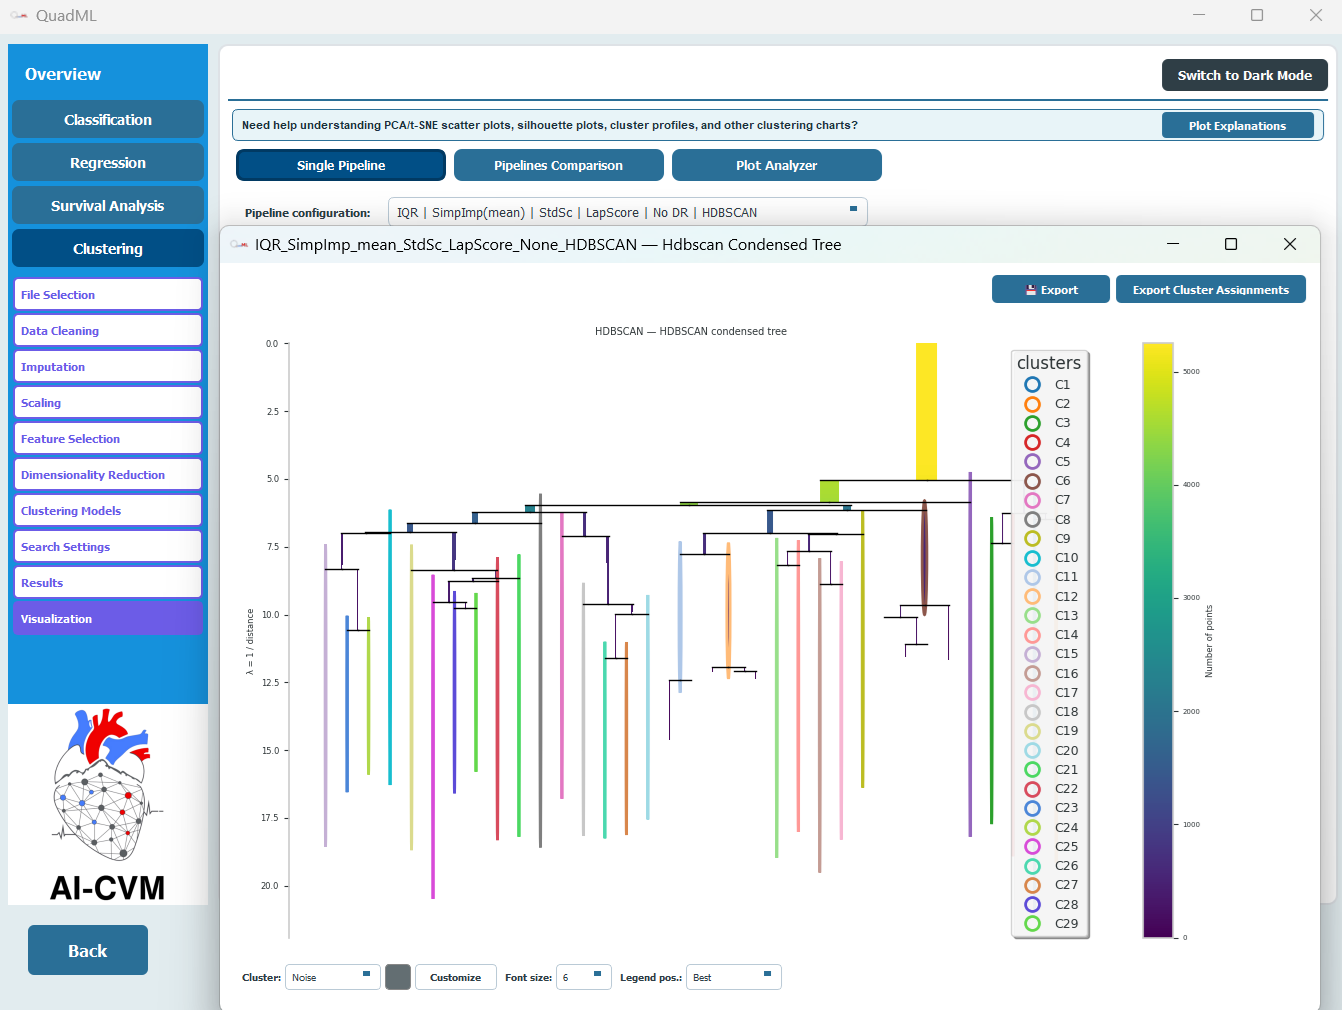 QuadML
Overview
Classification
Regression
Survival Analysis
Clustering
File Selection
Data Cleaning
Imputation
Scaling
Feature Selection
Dimensionality Reduction
Clustering Models
Search Settings
Results
Visualization
AI-CVM
Back
Switch to Dark Mode
Need help understanding PCA/t-SNE scatter plots, silhouette plots, cluster profiles, and other clustering charts?
Plot Explanations
Single Pipeline
Pipelines Comparison
Plot Analyzer
Pipeline configuration:
IQR | SimpImp(mean) | StdSc | LapScore | No DR | HDBSCAN
IQR_SimpImp_mean_StdSc_LapScore_None_HDBSCAN — Hdbscan Condensed Tree
Export
Export Cluster Assignments
HDBSCAN — HDBSCAN condensed tree
0.0
2.5
5.0
7.5
10.0
12.5
15.0
17.5
20.0
λ = 1 / distance
clusters
C1
C2
C3
C4
C5
C6
C7
C8
C9
C10
C11
C12
C13
C14
C15
C16
C17
C18
C19
C20
C21
C22
C23
C24
C25
C26
C27
C28
C29
5000
4000
3000
2000
1000
0
Number of points
Cluster:
Noise
Customize
Font size:
6
Legend pos.:
Best